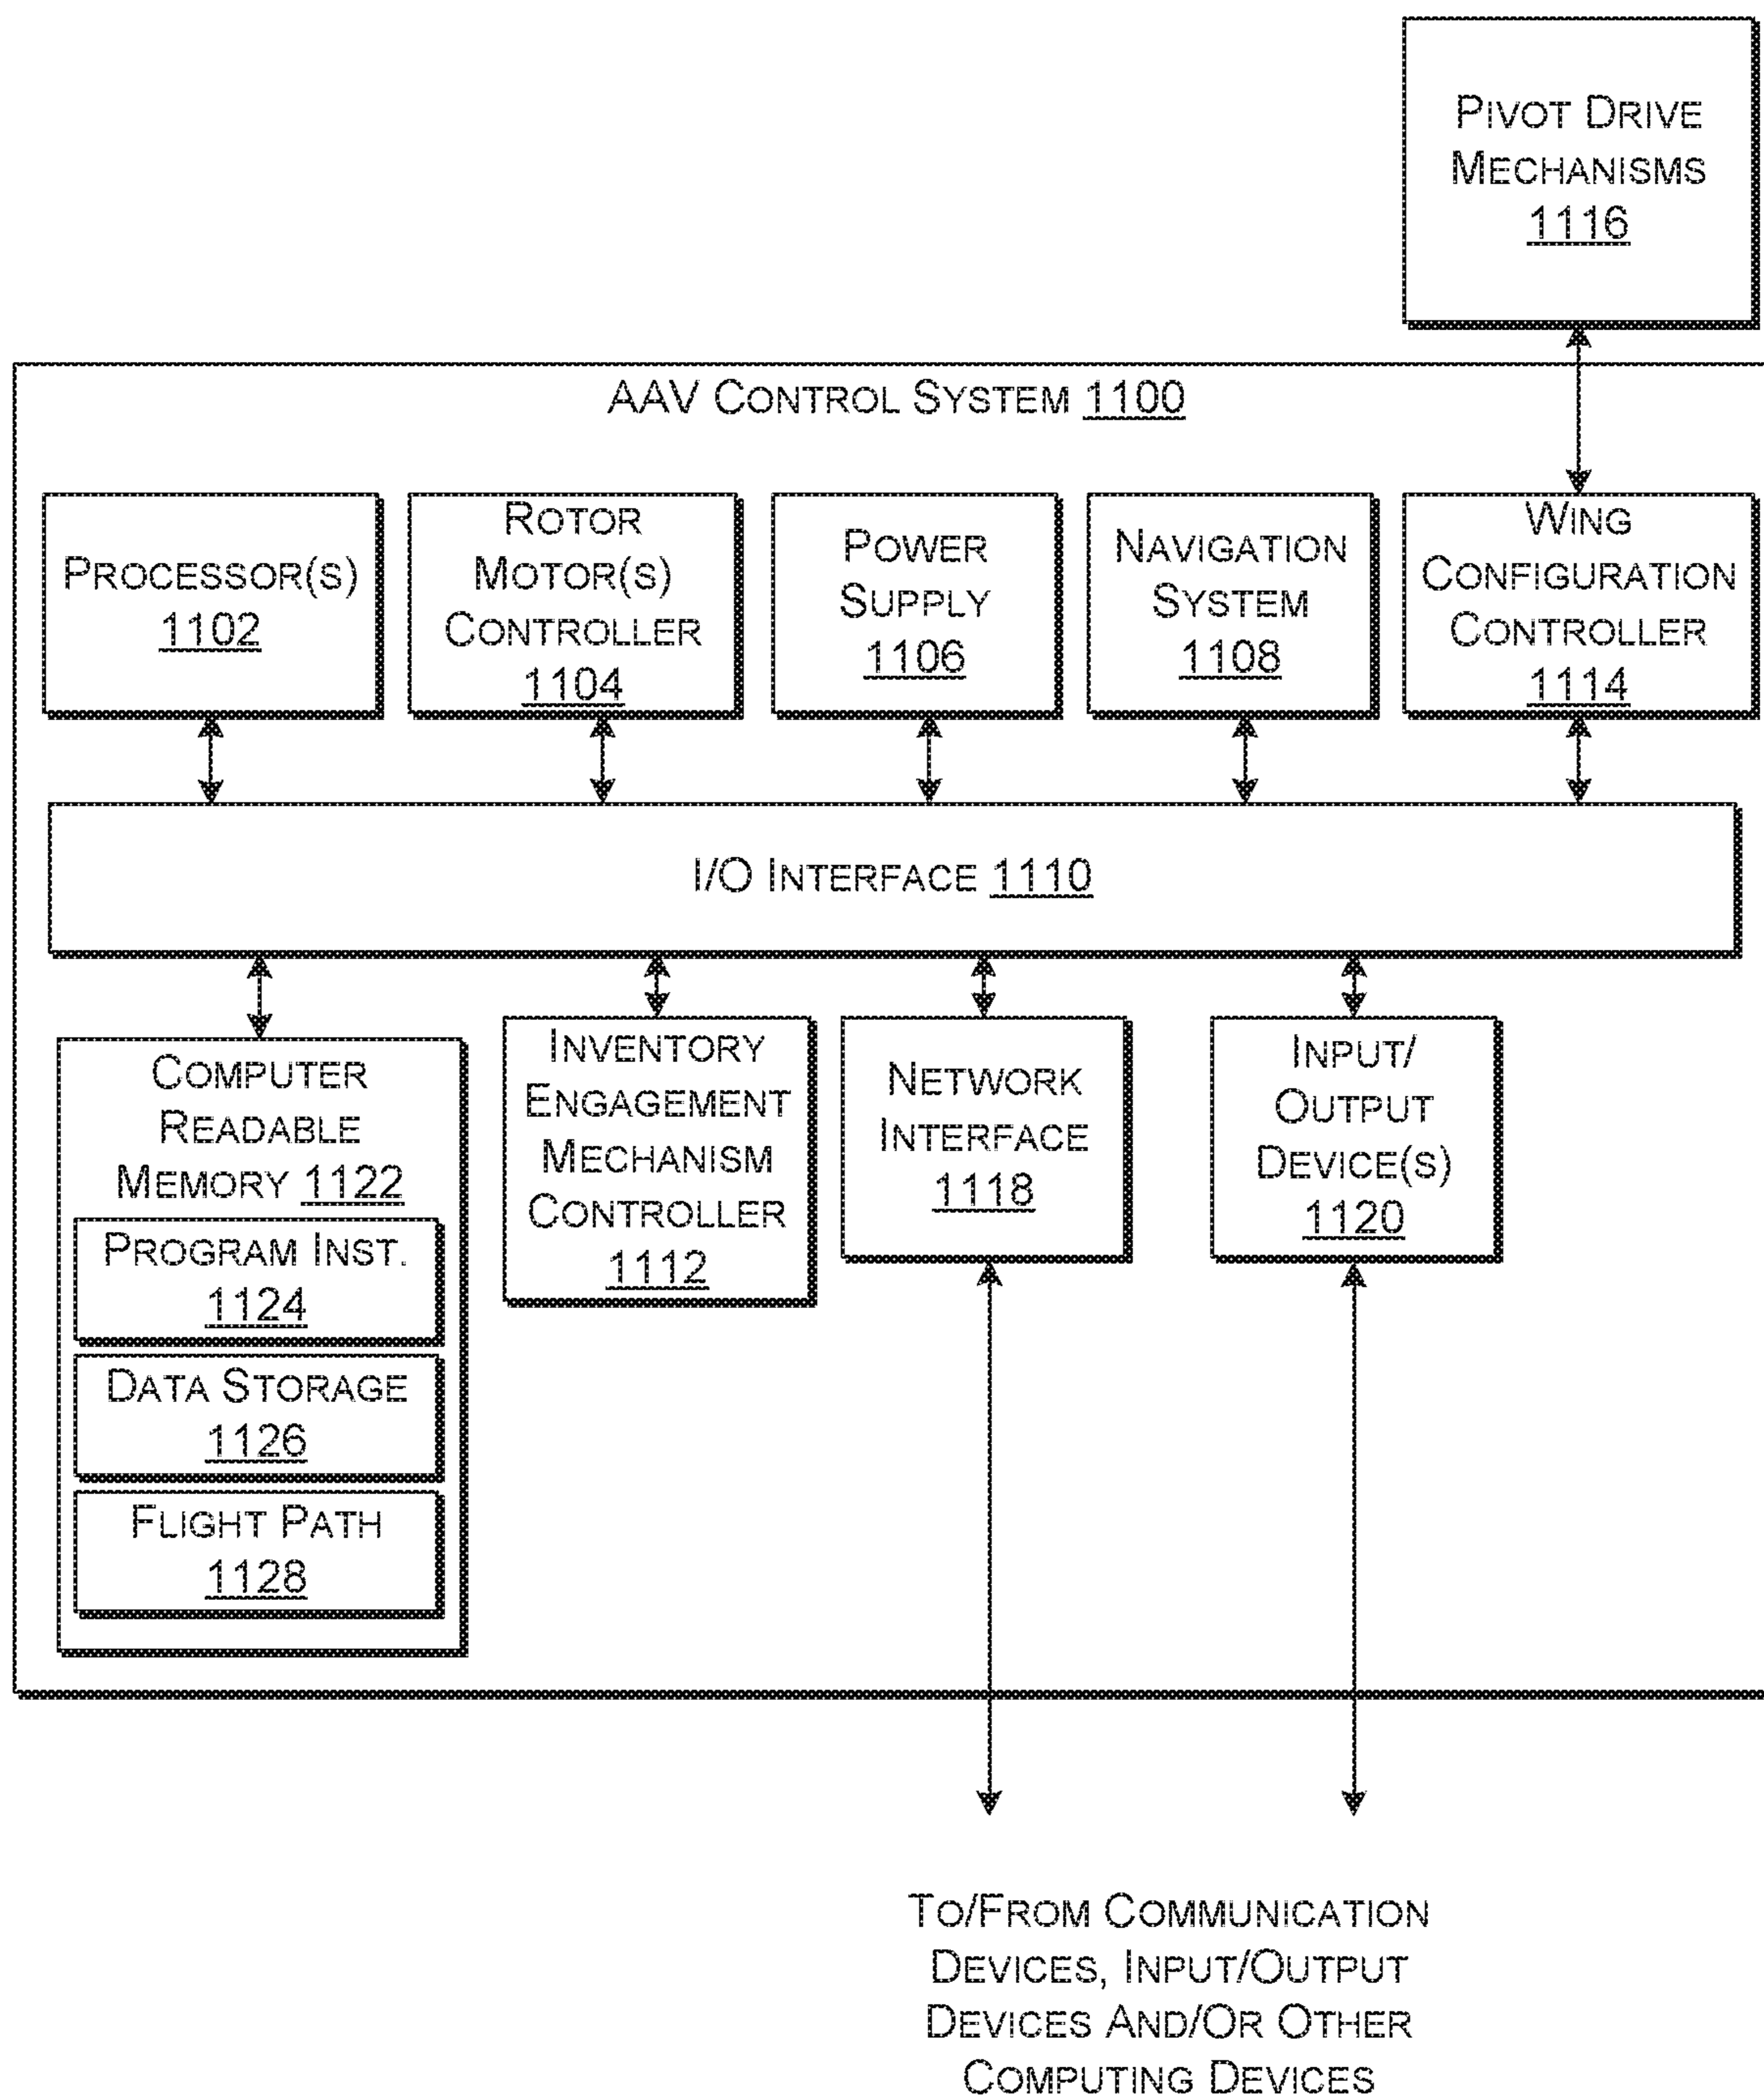 PIVOT DRIVE
MECHANISMS
1116
AAV CONTROL SYSTEM 1100
PROCESSOR(S)
1102
ROTOR
MOTOR(S)
CONTROLLER
1104
POWER
SUPPLY
1106
NAVIGATION
SYSTEM
1108
WING
CONFIGURATION
CONTROLLER
1114
I/O INTERFACE 1110
COMPUTER
READABLE
MEMORY 1122
PROGRAM INST.
1124
DATA STORAGE
1126
FLIGHT PATH
1128
INVENTORY
ENGAGEMENT
MECHANISM
CONTROLLER
1112
NETWORK
INTERFACE
1118
INPUT/
OUTPUT
DEVICE(S)
1120
TO/FROM COMMUNICATION
DEVICES, INPUT/OUTPUT
DEVICES AND/OR OTHER
COMPUTING DEVICES